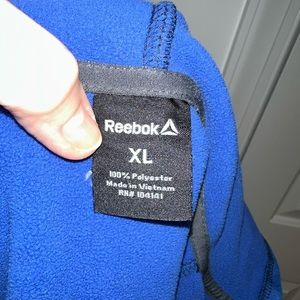 Reebok
XL
100% Polyester
Made in Vietnam
RN# 104141